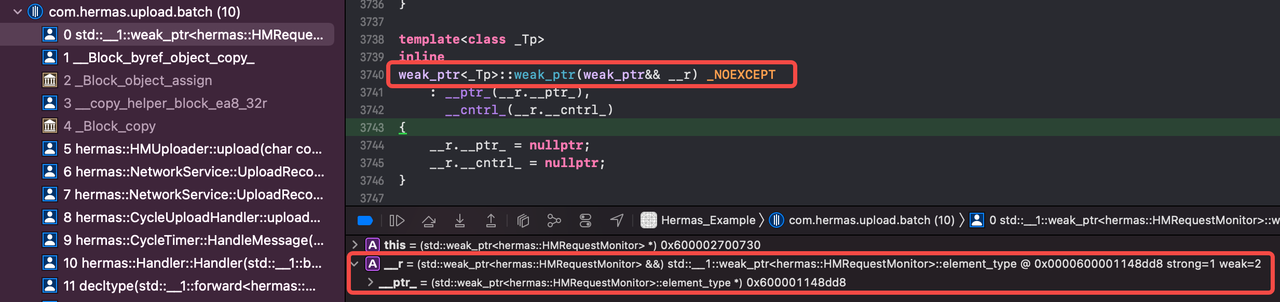 com.hermas.upload.batch (10)
0 std::__1::weak_ptr<hermas::HMReque...
1 __Block_byref_object_copy_
2 _Block_object_assign
3 __copy_helper_block_ea8_32r
4 _Block_copy
5 hermas::HMUploader::upload(char co...
6 hermas::NetworkService::UploadReco...
7 hermas::NetworkService::UploadReco...
8 hermas::CycleUploadHandler::upload...
9 hermas::CycleTimer::HandleMessage(...
10 hermas::Handler::Handler(std::__1::b...
11 decltype(std::__1::forward<hermas::...
3736 }
3737
3738 template<class _Tp>
3739 inline
3740 weak_ptr<_Tp>::weak_ptr(weak_ptr&& __r) _NOEXCEPT
3741 : __ptr_(__r.__ptr_),
3742 __cntrl_(__r.__cntrl_)
3743 {
3744 __r.__ptr_ = nullptr;
3745 __r.__cntrl_ = nullptr;
3746 }
3747
Hermas_Example 〉 com.hermas.upload.batch (10) 〉 0 std::__1::weak_ptr<hermas::HMRequestMonitor>::w
A this = (std::weak_ptr<hermas::HMRequestMonitor> *) 0x600002700730
A __r = (std::weak_ptr<hermas::HMRequestMonitor> &&) std::__1::weak_ptr<hermas::HMRequestMonitor>::element_type @ 0x0000600001148dd8 strong=1 weak=2
__ptr_ = (std::weak_ptr<hermas::HMRequestMonitor>::element_type *) 0x600001148dd8